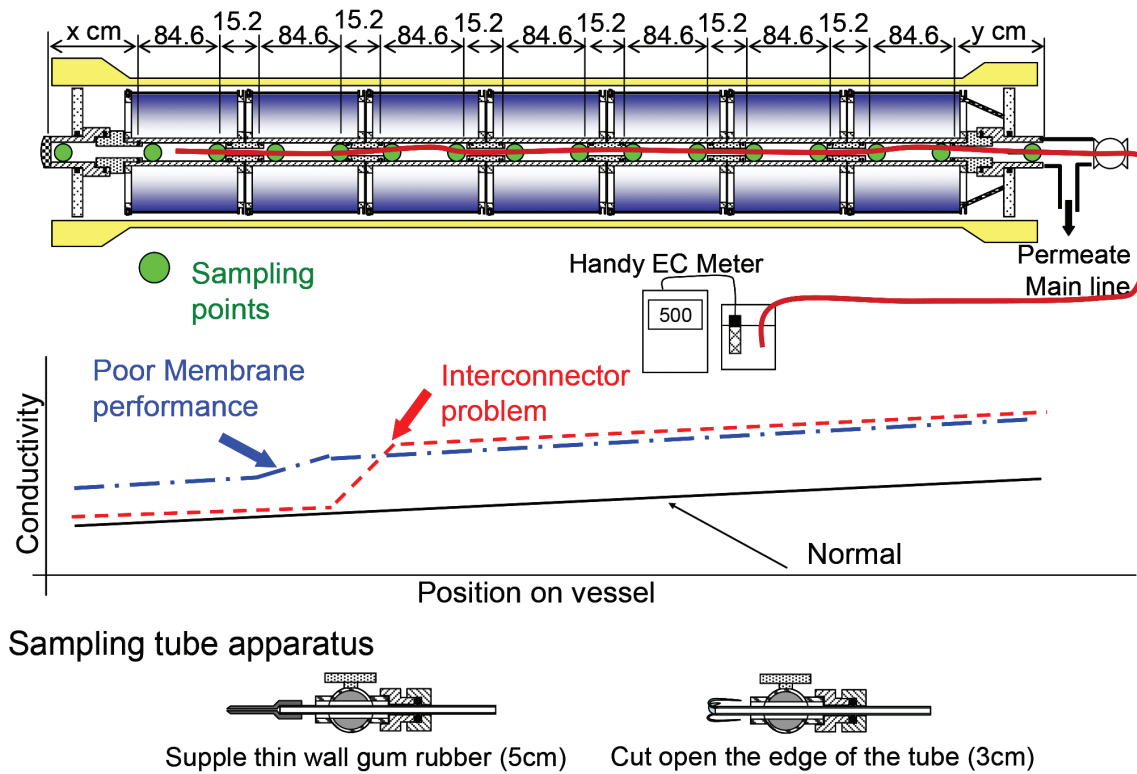 x cm 84.6 15.2 84.6 15.2 84.6 15.2 84.6 15.2 84.6 15.2 84.6 15.2 84.6 y cm
Sampling
points
Handy EC Meter
500
Permeate
Main line
Poor Membrane
performance
Interconnector
problem
Conductivity
Normal
Position on vessel
Sampling tube apparatus
Supple thin wall gum rubber (5cm)
Cut open the edge of the tube (3cm)